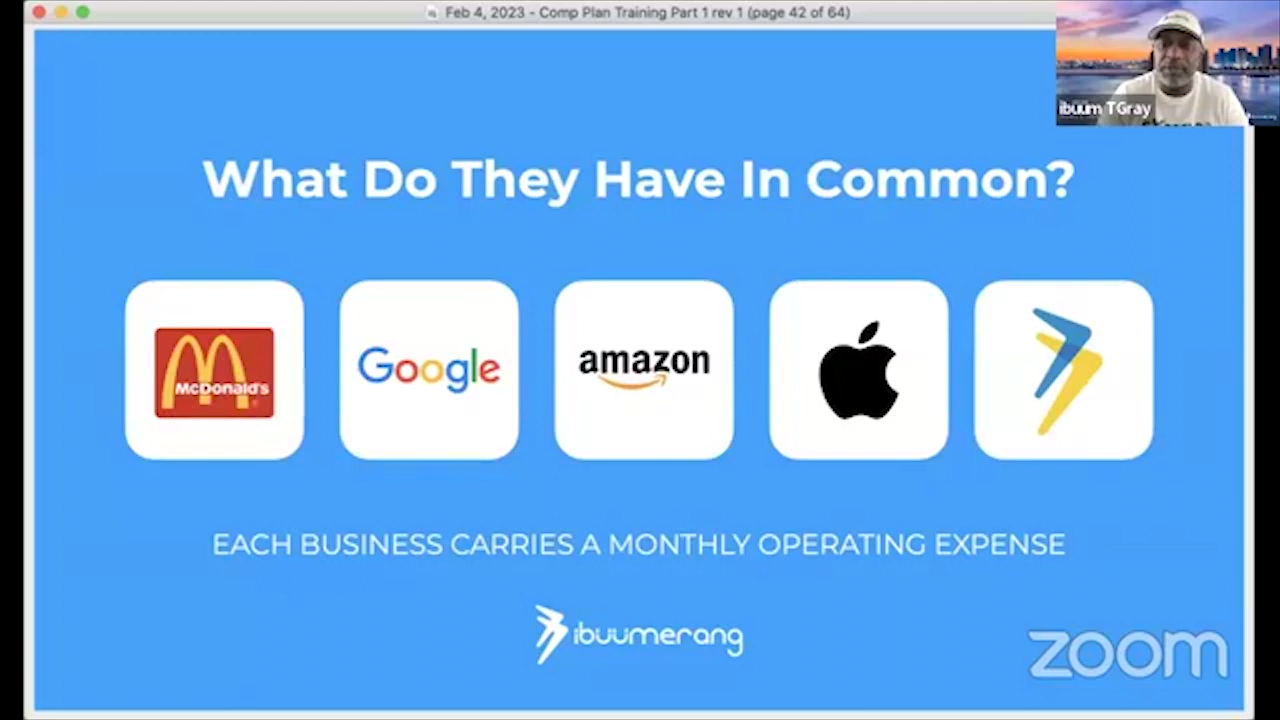 Feb 4, 2023 - Comp Plan Training Part 1 rev 1 (page 42 of 64)
ibuum TGray
What Do They Have In Common?
McDonald's
Google
amazon
EACH BUSINESS CARRIES A MONTHLY OPERATING EXPENSE
ibuumerang
zoom